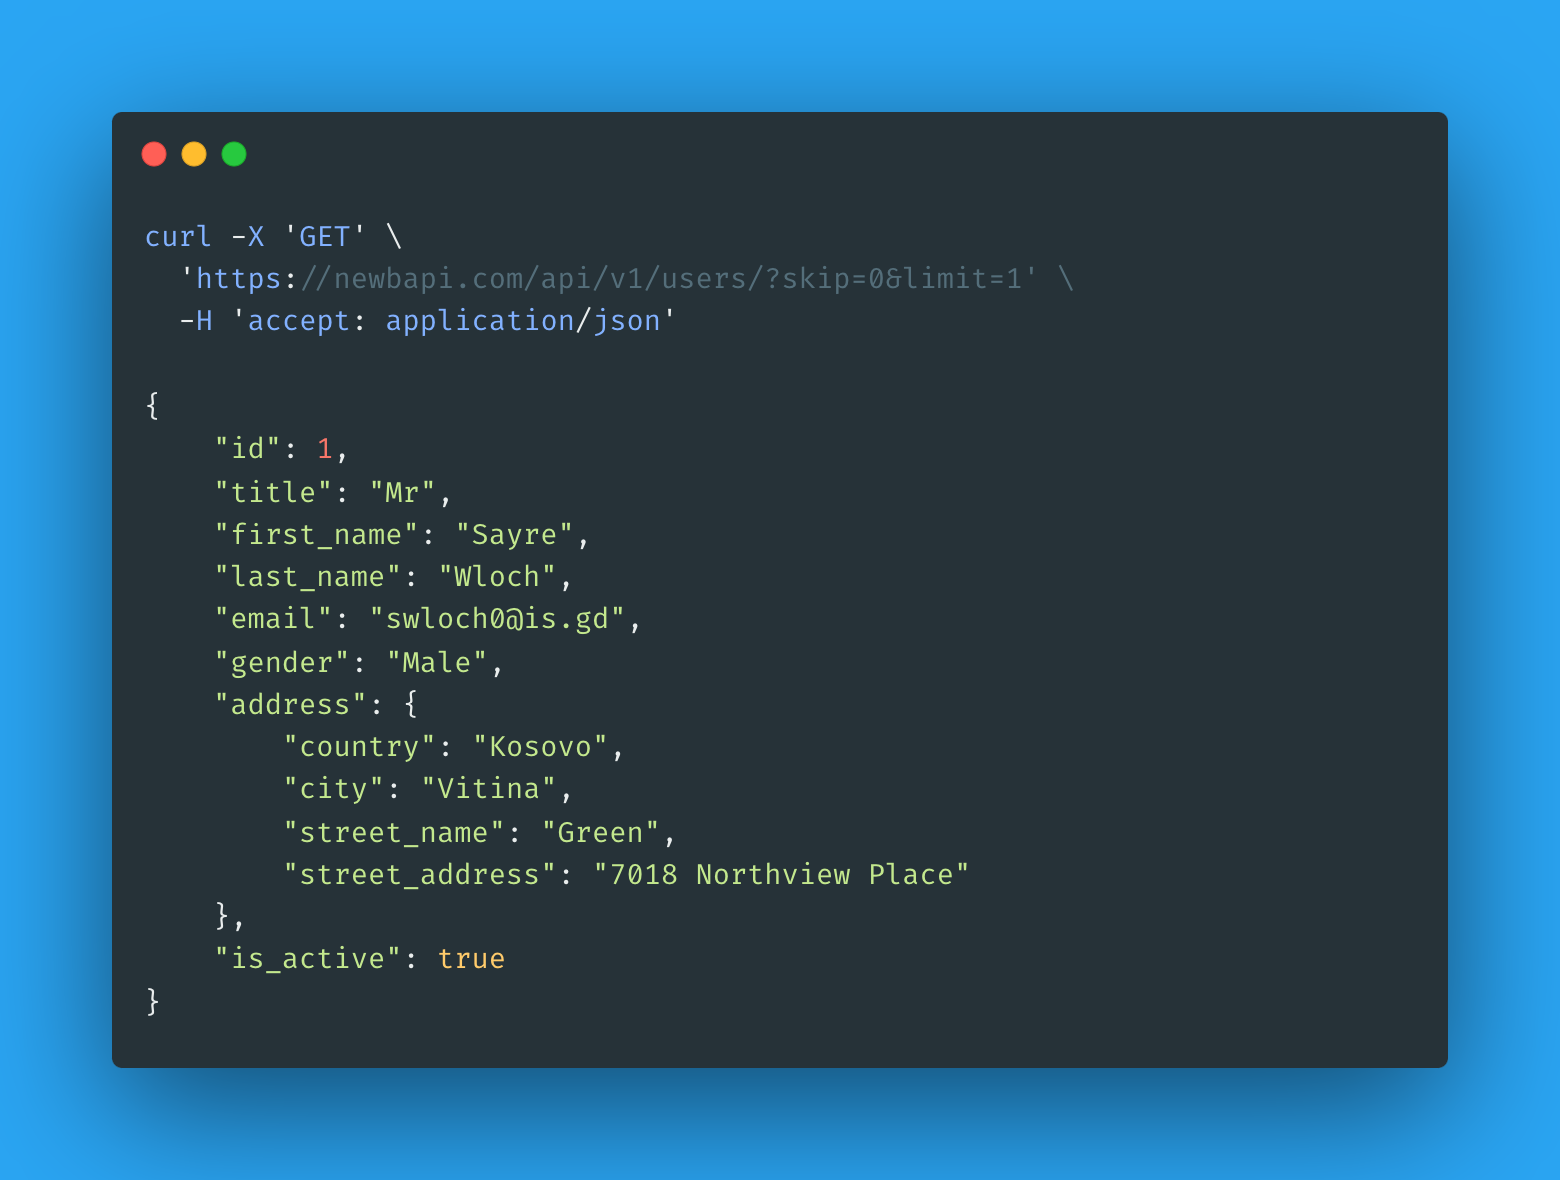 curl -X 'GET' \
  'https://newbapi.com/api/v1/users/?skip=0&limit=1' \
  -H 'accept: application/json'

{
    "id": 1,
    "title": "Mr",
    "first_name": "Sayre",
    "last_name": "Wloch",
    "email": "swloch0@is.gd",
    "gender": "Male",
    "address": {
        "country": "Kosovo",
        "city": "Vitina",
        "street_name": "Green",
        "street_address": "7018 Northview Place"
    },
    "is_active": true
}